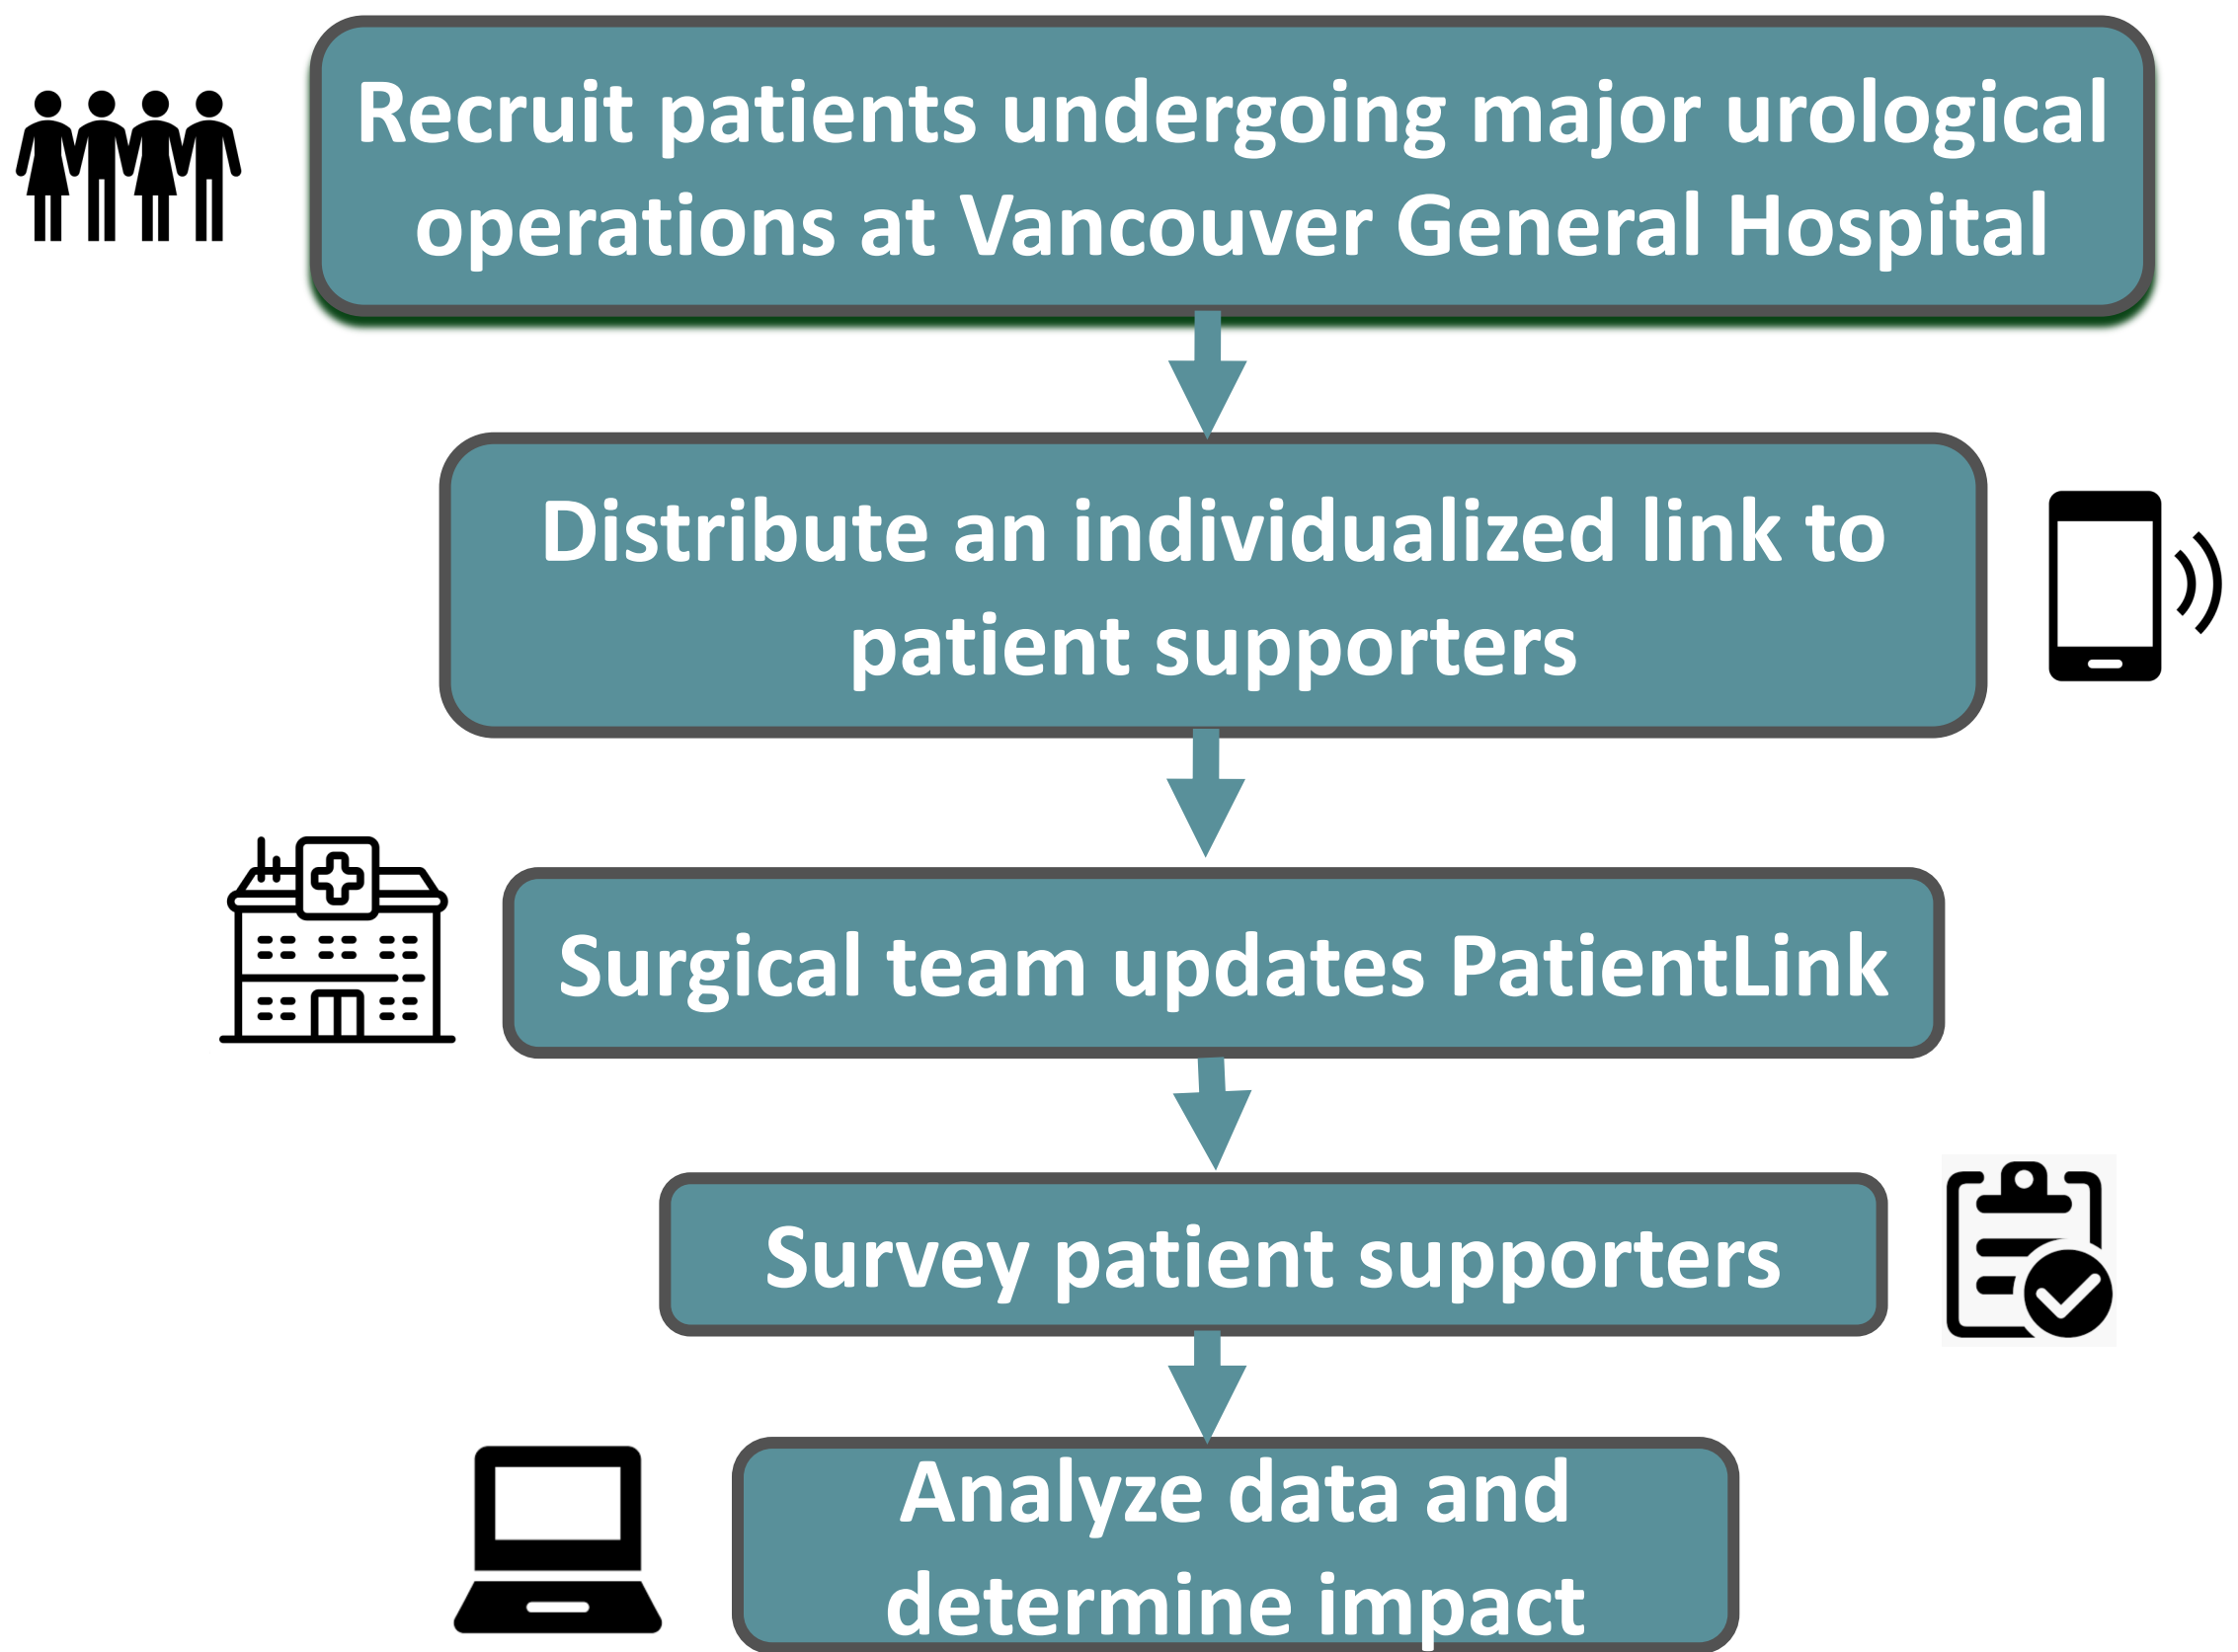 Recruit patients undergoing major urological
operations at Vancouver General Hospital
Distribute an individualized link to
patient supporters
Surgical team updates PatientLink
Survey patient supporters
Analyze data and
determine impact